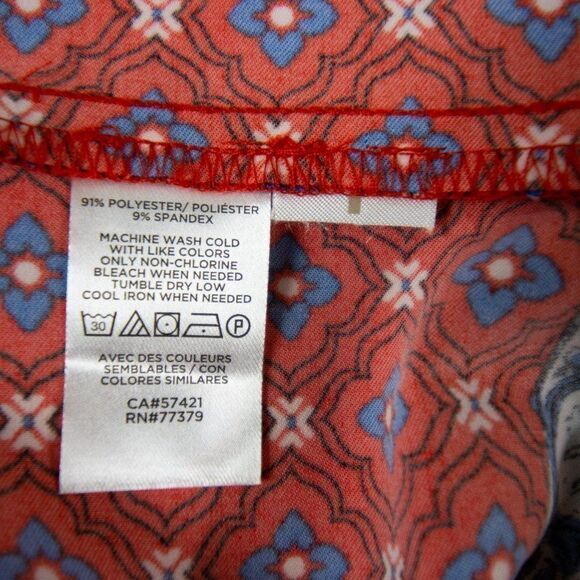 91% POLYESTER/ POLIÉSTER
9% SPANDEX
MACHINE WASH COLD
WITH LIKE COLORS
ONLY NON-CHLORINE
BLEACH WHEN NEEDED
TUMBLE DRY LOW
COOL IRON WHEN NEEDED
30 P
AVEC DES COULEURS
SEMBLABLES / CON
COLORES SIMILARES
CA#57421
RN#77379